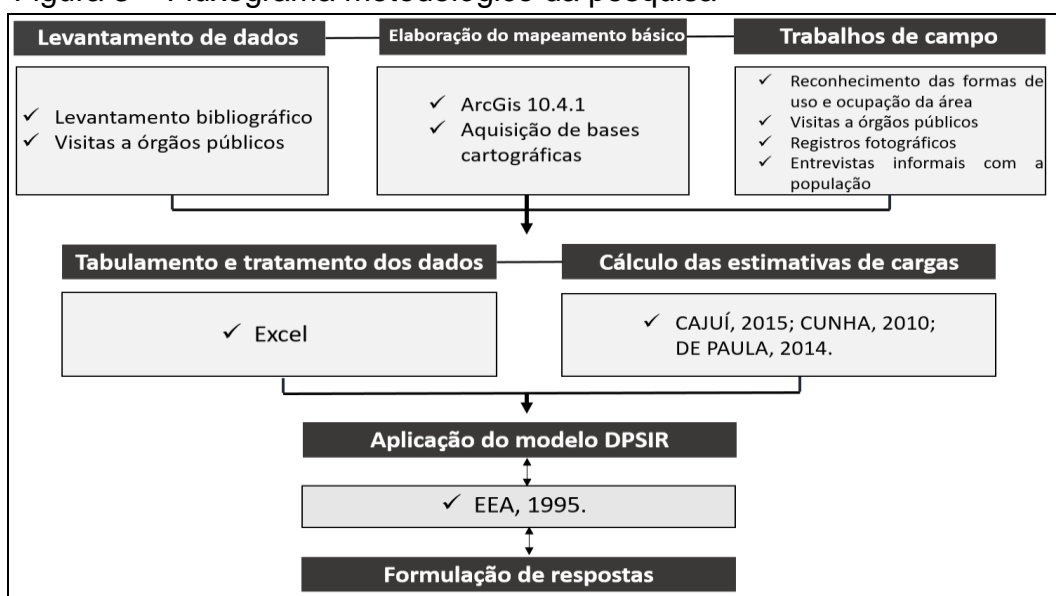 Levantamento de dados
Elaboração do mapeamento básico
Trabalhos de campo
✓ Levantamento bibliográfico
✓ Visitas a órgãos públicos
✓ ArcGis 10.4.1
✓ Aquisição de bases
cartográficas
✓ Reconhecimento das formas de
uso e ocupação da área
✓ Visitas a órgãos públicos
✓ Registros fotográficos
✓ Entrevistas informais com a
população
Tabulamento e tratamento dos dados
Cálculo das estimativas de cargas
✓ Excel
✓ CAJUÍ, 2015; CUNHA, 2010;
DE PAULA, 2014.
Aplicação do modelo DPSIR
✓ EEA, 1995.
Formulação de respostas